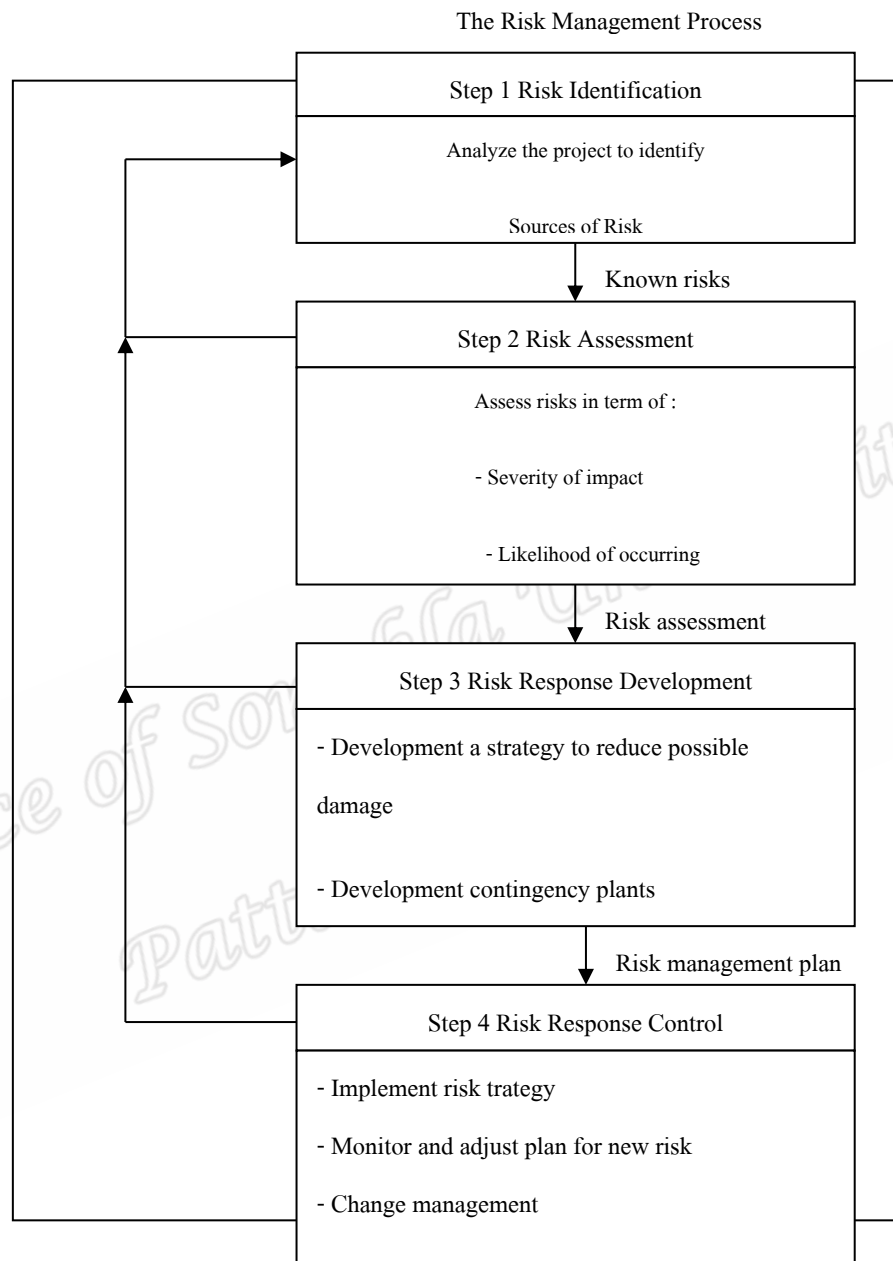 The Risk Management Process
Step 1 Risk Identification
Analyze the project to identify
Sources of Risk
Known risks
Step 2 Risk Assessment
Assess risks in term of :
- Severity of impact
- Likelihood of occurring
Risk assessment
Step 3 Risk Response Development
- Development a strategy to reduce possible
damage
- Development contingency plants
Risk management plan
Step 4 Risk Response Control
- Implement risk trategy
- Monitor and adjust plan for new risk
- Change management